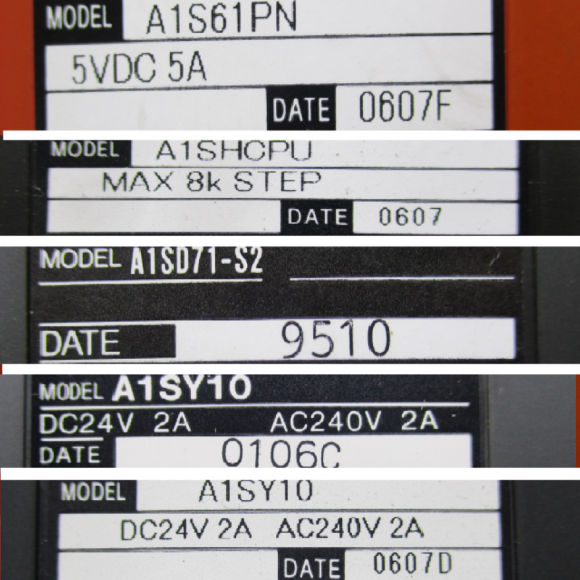 MODEL A1S61PN
5VDC 5A
DATE 0607F
MODEL A1SHCPU
MAX 8k STEP
DATE 0607
MODEL A1SD71-S2
DATE 9510
MODEL A1SY10
DC24V 2A AC240V 2A
DATE 0106C
MODEL A1SY10
DC24V 2A AC240V 2A
DATE 0607D